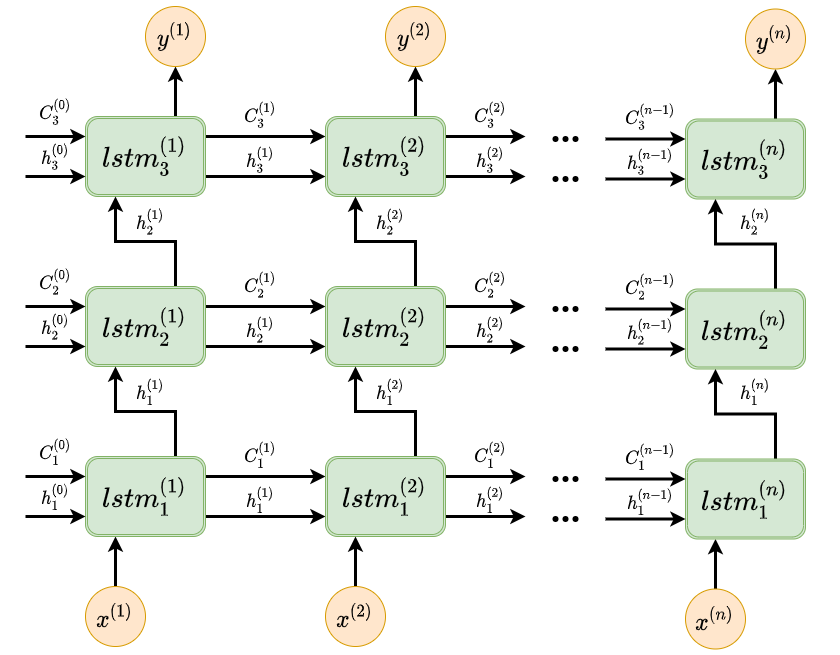 y^(1) y^(2) y^(n)
C_3^(0) C_3^(1) C_3^(2) C_3^(n-1)
lstm_3^(1) lstm_3^(2) ... lstm_3^(n)
h_3^(0) h_3^(1) h_3^(2) ... h_3^(n-1)
h_2^(1) h_2^(2) h_2^(n)
C_2^(0) C_2^(1) C_2^(2) C_2^(n-1)
lstm_2^(1) lstm_2^(2) ... lstm_2^(n)
h_2^(0) h_2^(1) h_2^(2) ... h_2^(n-1)
h_1^(1) h_1^(2) h_1^(n)
C_1^(0) C_1^(1) C_1^(2) C_1^(n-1)
lstm_1^(1) lstm_1^(2) ... lstm_1^(n)
h_1^(0) h_1^(1) h_1^(2) ... h_1^(n-1)
x^(1) x^(2) x^(n)